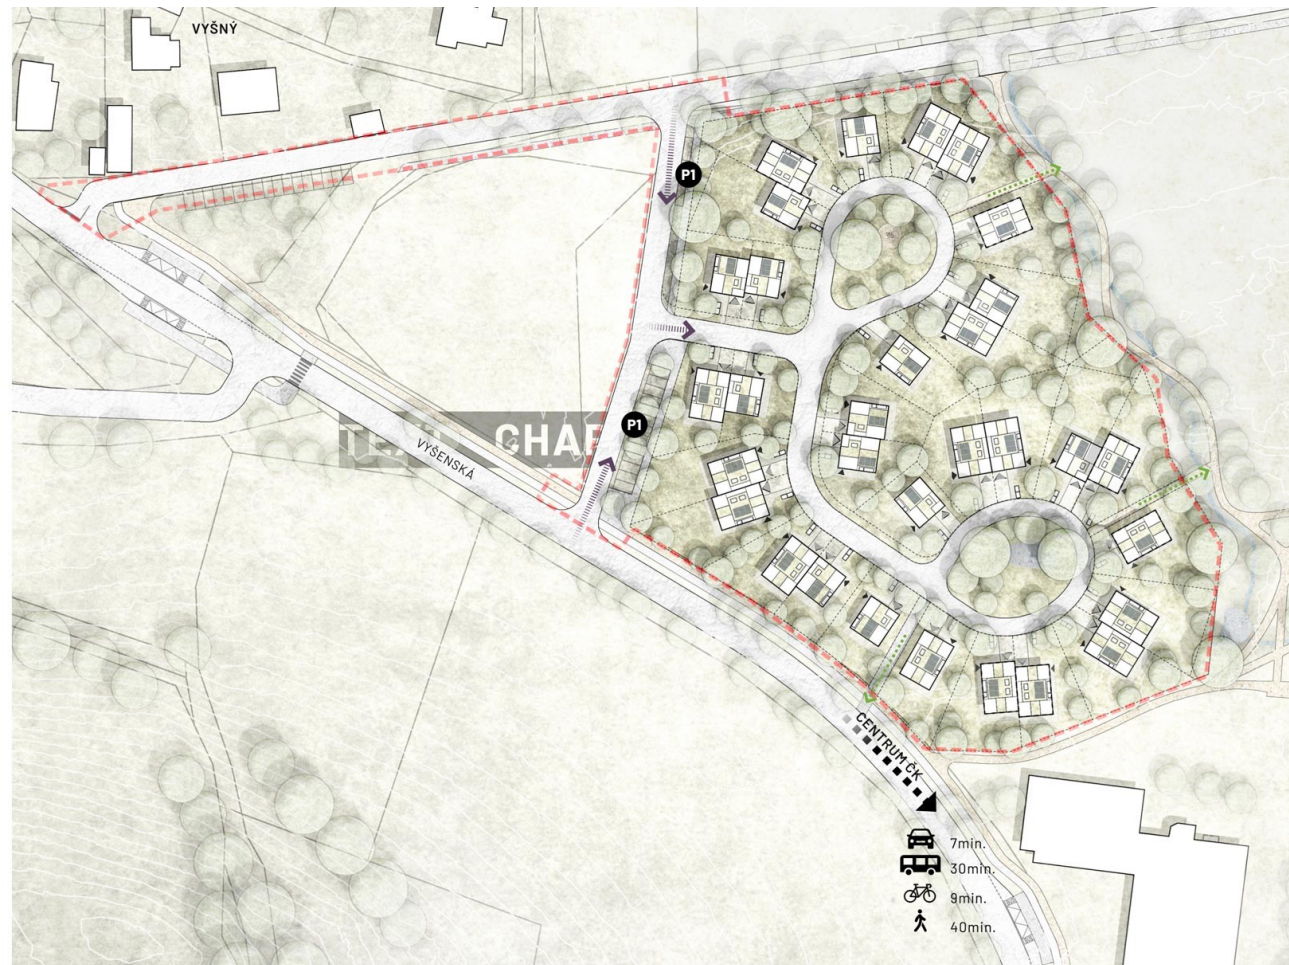 VYŠNÝ
P1
P1
VYŠENSKÁ
CENTRUM ČK
7min.
30min.
9min.
40min.